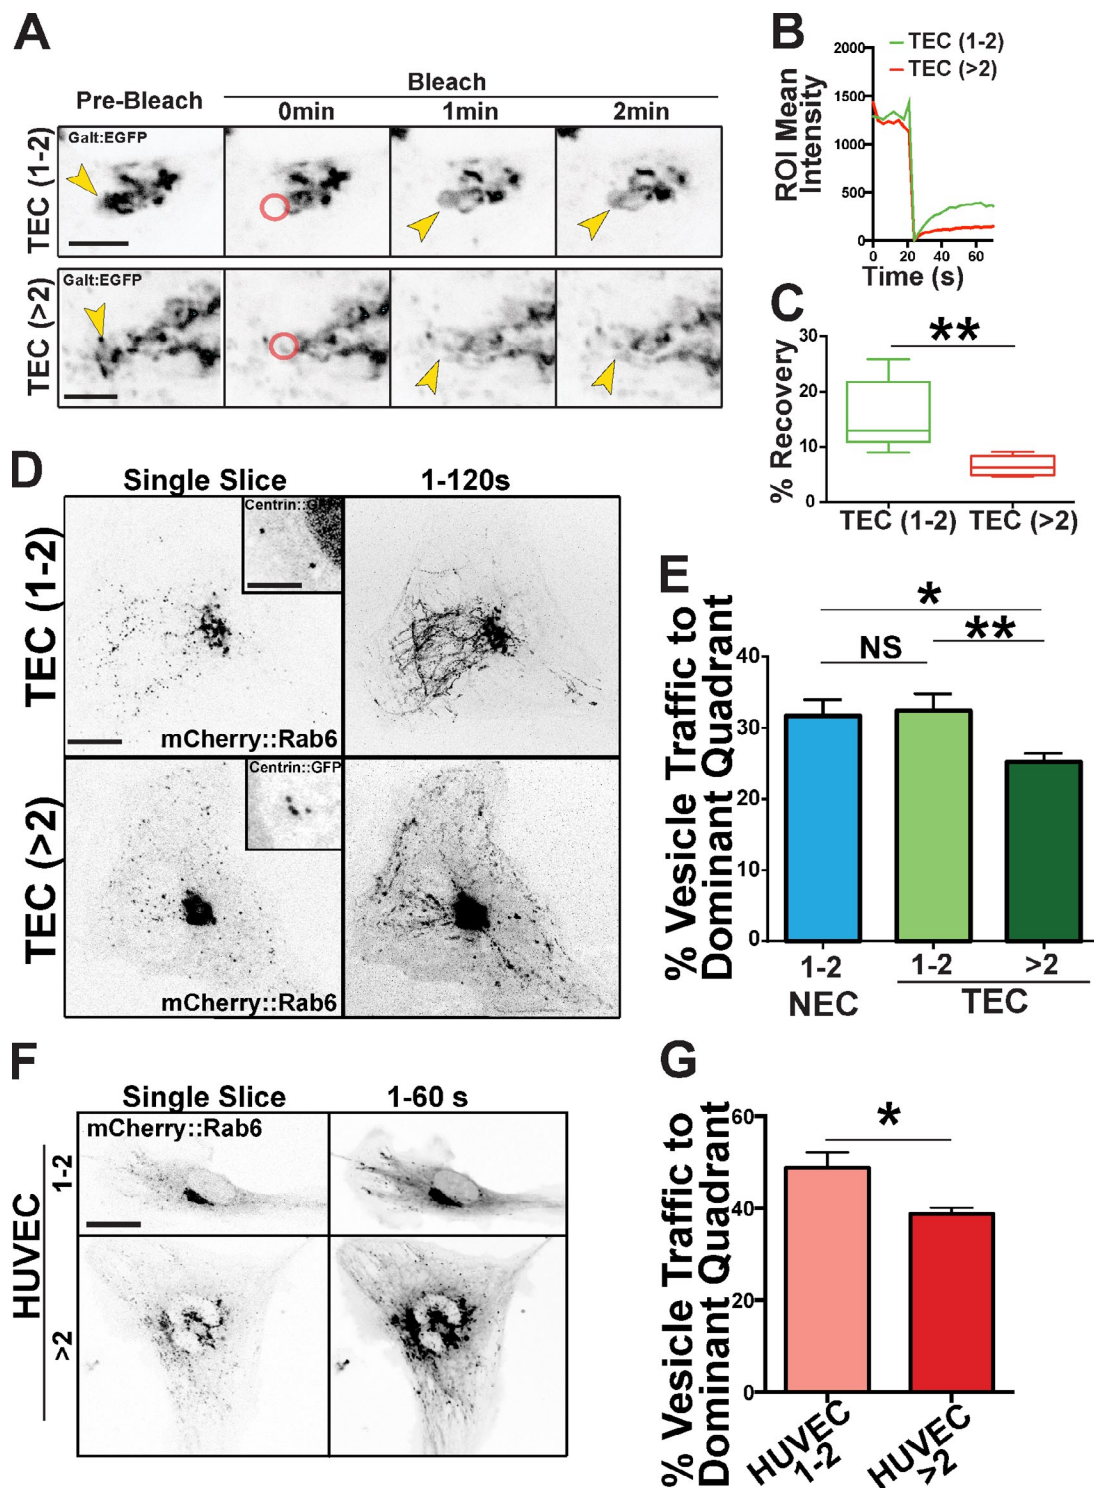 A
Pre-Bleach
Bleach
0min
1min
2min
TEC (1-2)
Galt:EGFP
TEC (>2)
Galt:EGFP
B
TEC (1-2)
TEC (>2)
ROI Mean
Intensity
2000
1500
1000
500
0
0 20 40 60
Time (s)
C
**
% Recovery
30
20
10
0
TEC (1-2) TEC (>2)
D
Single Slice
1-120s
TEC (1-2)
Centrin::GFP
mCherry::Rab6
TEC (>2)
Centrin::GFP
mCherry::Rab6
E
% Vesicle Traffic to
Dominant Quadrant
*
**
NS
40
30
20
10
0
1-2 1-2 >2
NEC TEC
F
Single Slice
1-60 s
HUVEC
1-2
mCherry::Rab6
>2
G
% Vesicle Traffic to
Dominant Quadrant
*
60
40
20
0
HUVEC
1-2
HUVEC
>2